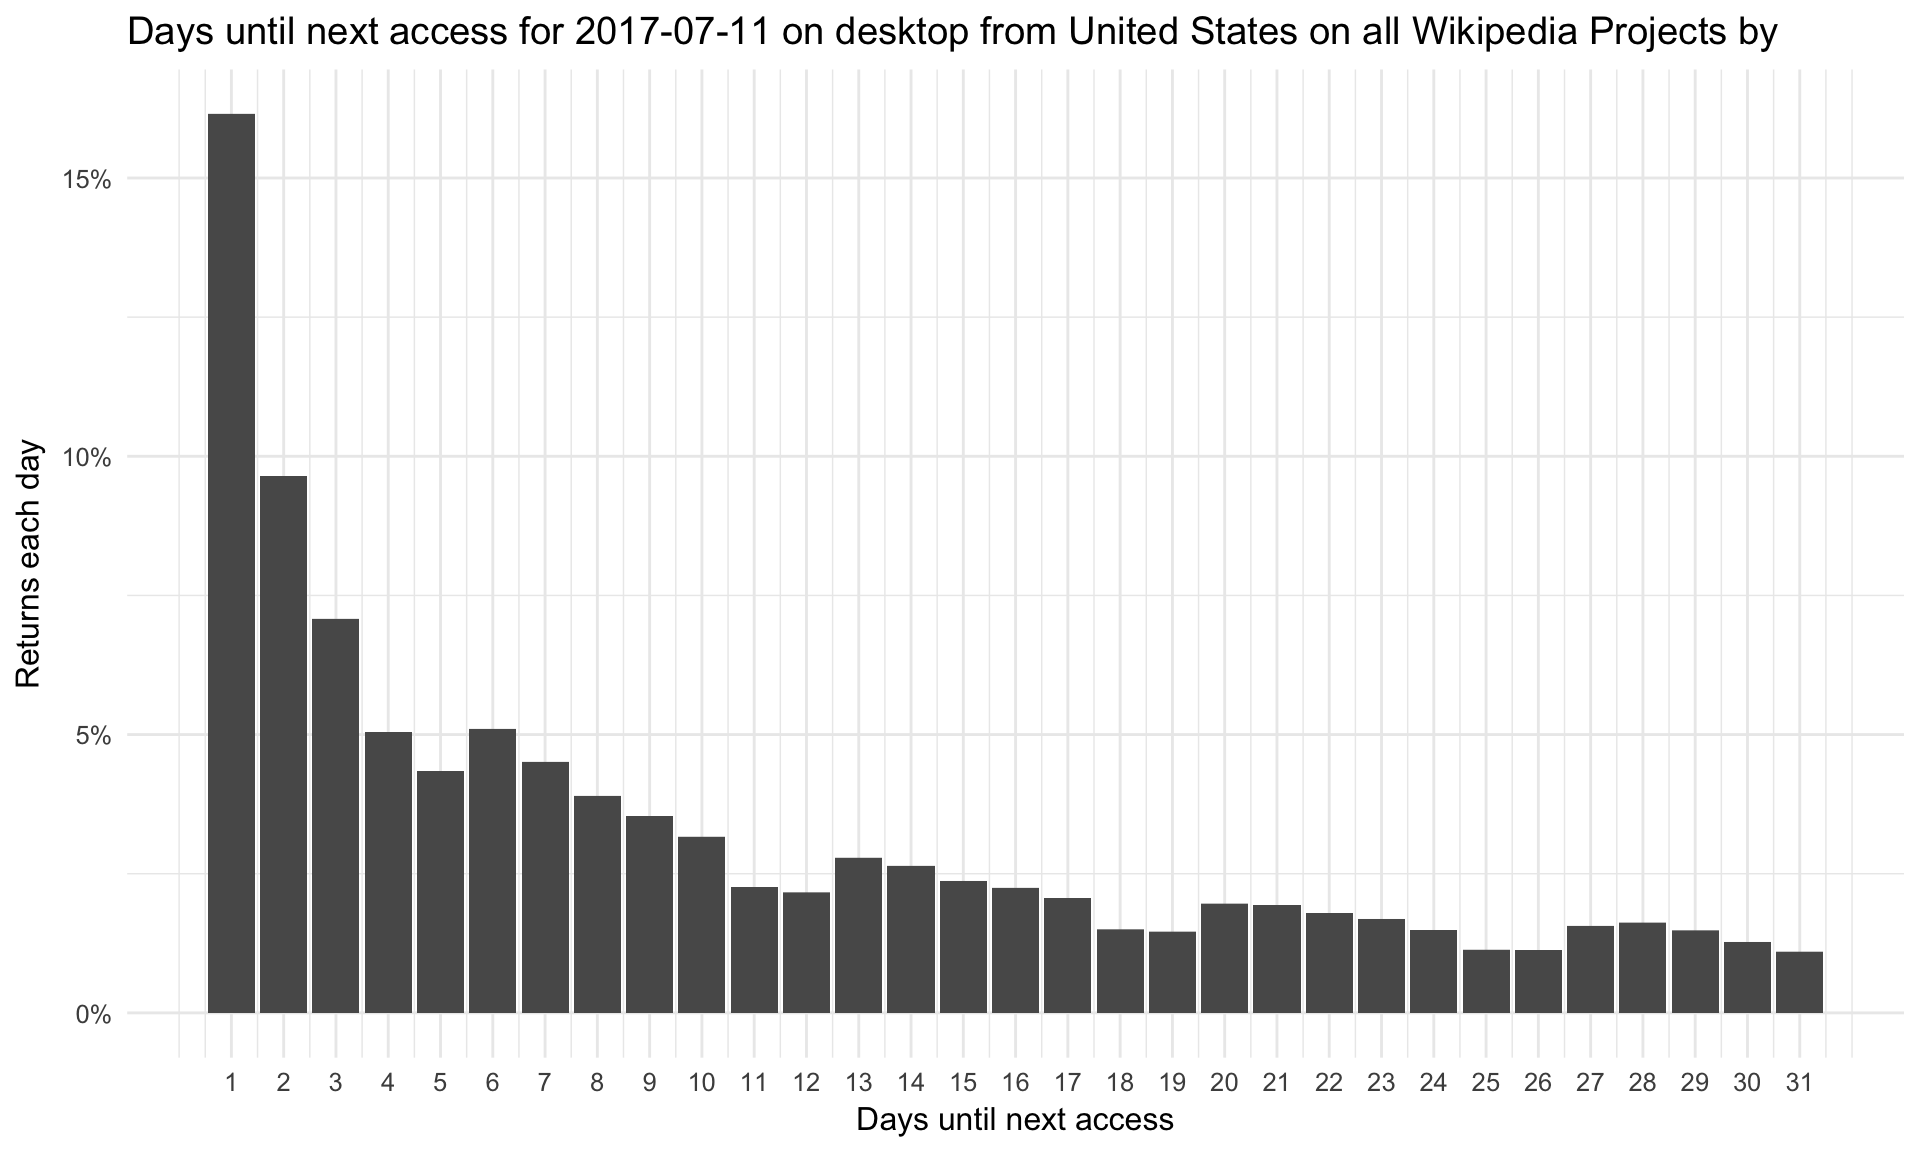 Days until next access for 2017-07-11 on desktop from United States on all Wikipedia Projects by
15%
10%
5%
0%
Returns each day
1 2 3 4 5 6 7 8 9 10 11 12 13 14 15 16 17 18 19 20 21 22 23 24 25 26 27 28 29 30 31
Days until next access